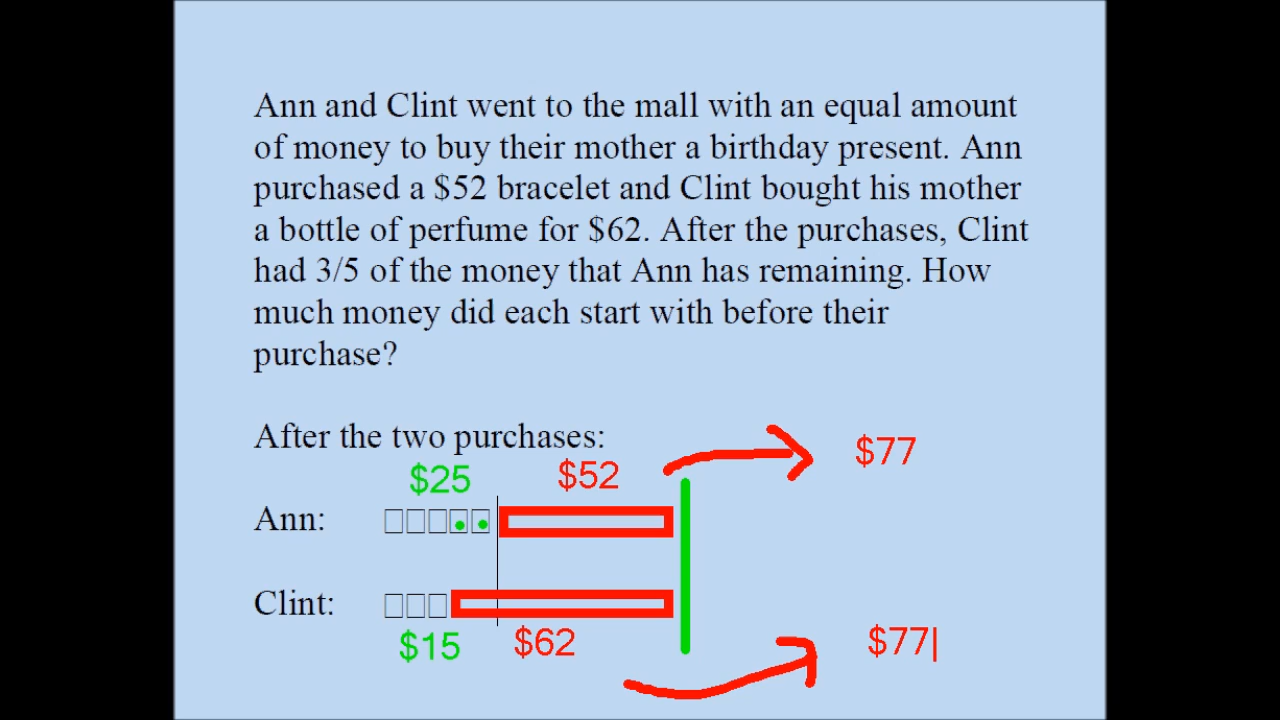 Ann and Clint went to the mall with an equal amount
of money to buy their mother a birthday present. Ann
purchased a $52 bracelet and Clint bought his mother
a bottle of perfume for $62. After the purchases, Clint
had 3/5 of the money that Ann has remaining. How
much money did each start with before their
purchase?
After the two purchases:
$25 $52 $77
Ann:
Clint:
$15 $62 $77